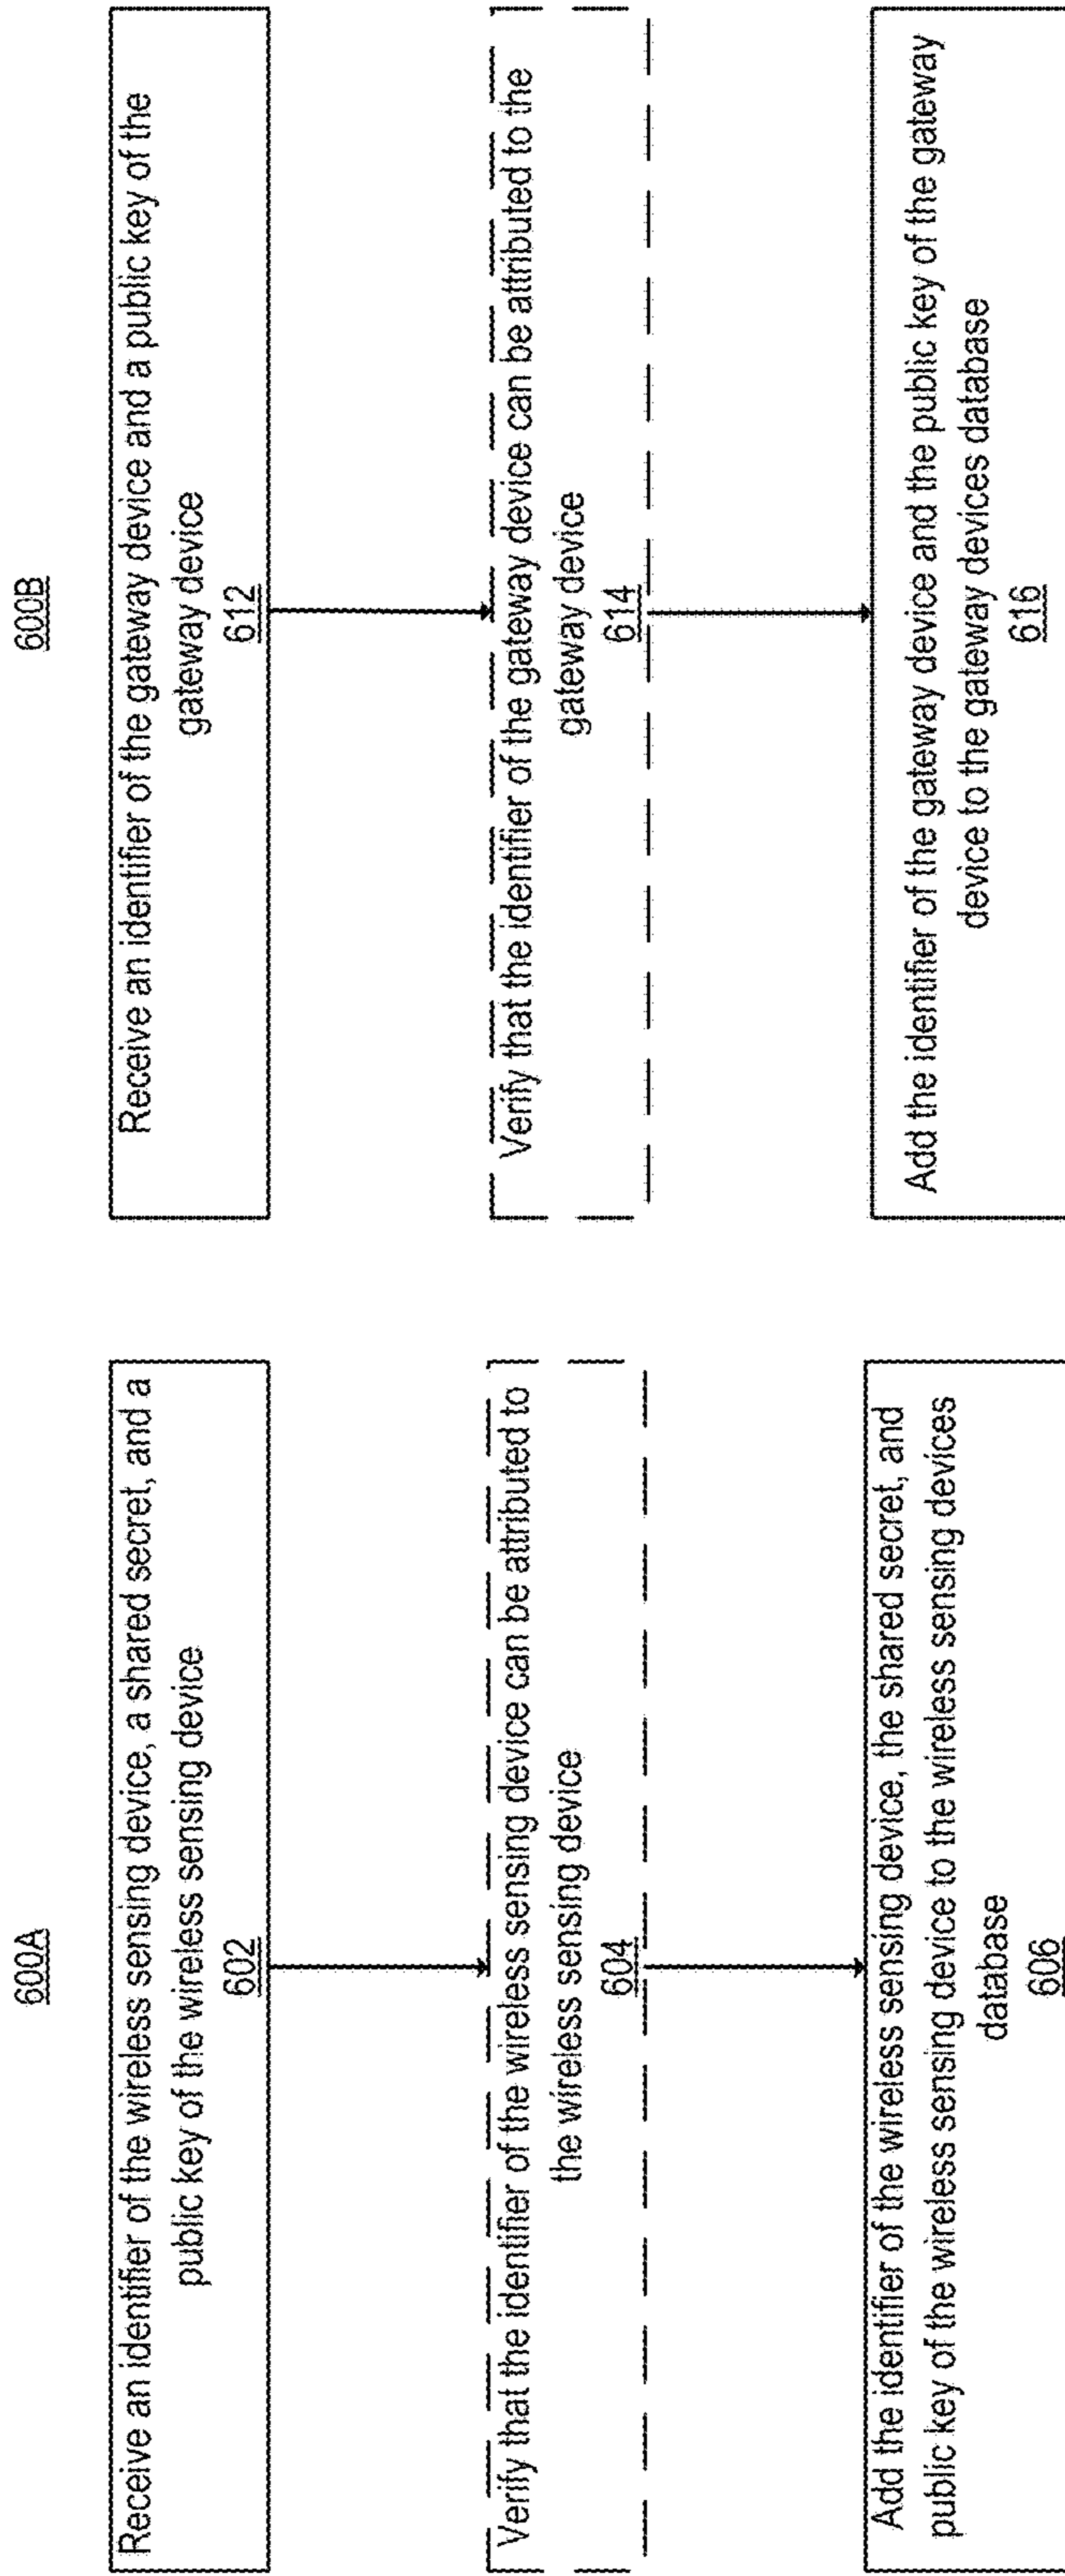 600A
Receive an identifier of the wireless sensing device, a shared secret, and a
public key of the wireless sensing device
602
Verify that the identifier of the wireless sensing device can be attributed to
the wireless sensing device
604
Add the identifier of the wireless sensing device, the shared secret, and
public key of the wireless sensing device to the wireless sensing devices
database
606
600B
Receive an identifier of the gateway device and a public key of the
gateway device
612
Verify that the identifier of the gateway device can be attributed to the
gateway device
614
Add the identifier of the gateway device and the public key of the gateway
device to the gateway devices database
616